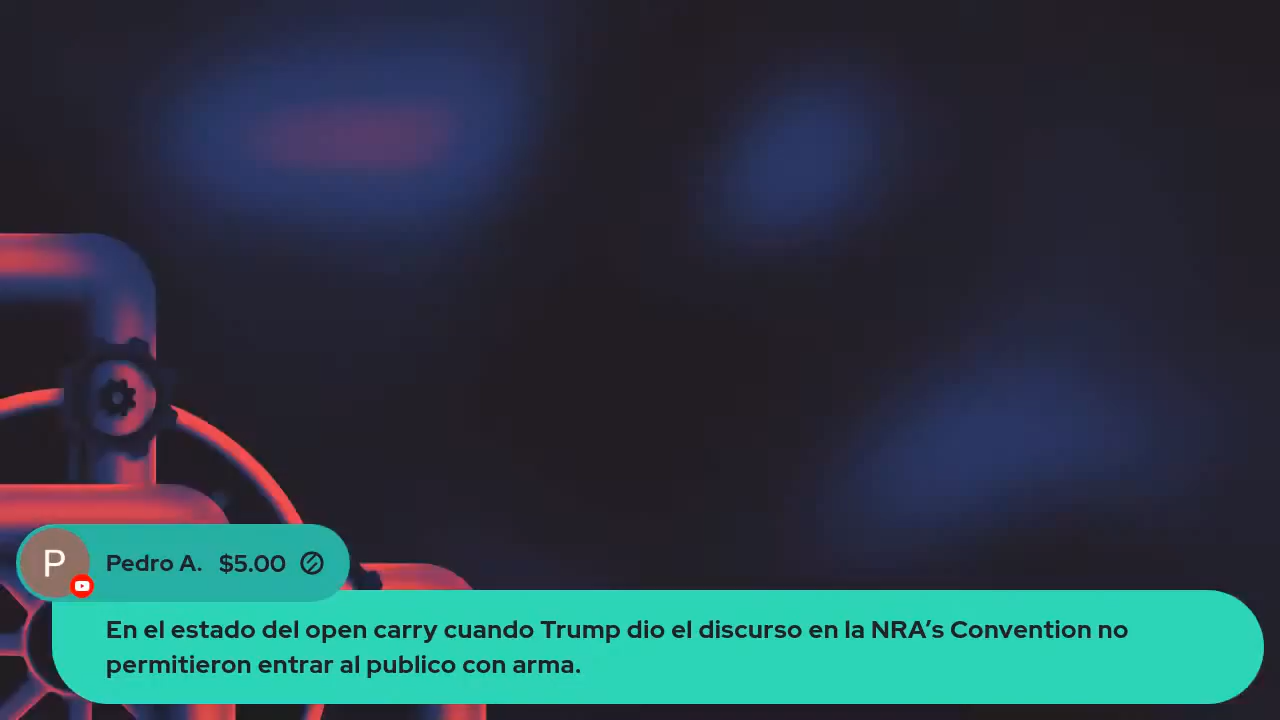 P
Pedro A. $5.00
En el estado del open carry cuando Trump dio el discurso en la NRA’s Convention no
permitieron entrar al publico con arma.